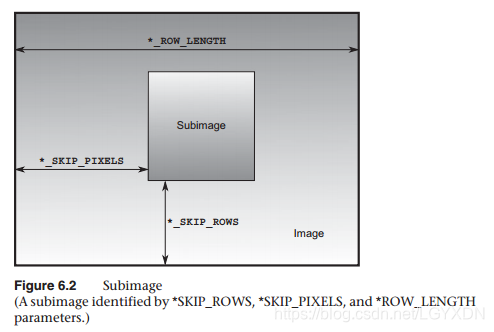 *_ROW_LENGTH
Subimage
*_SKIP_PIXELS
*_SKIP_ROWS
Image
Figure 6.2 Subimage
(A subimage identified by *SKIP_ROWS, *SKIP_PIXELS, and *ROW_LENGTH
parameters.)
https://blog.csdn.net/LGYXDN